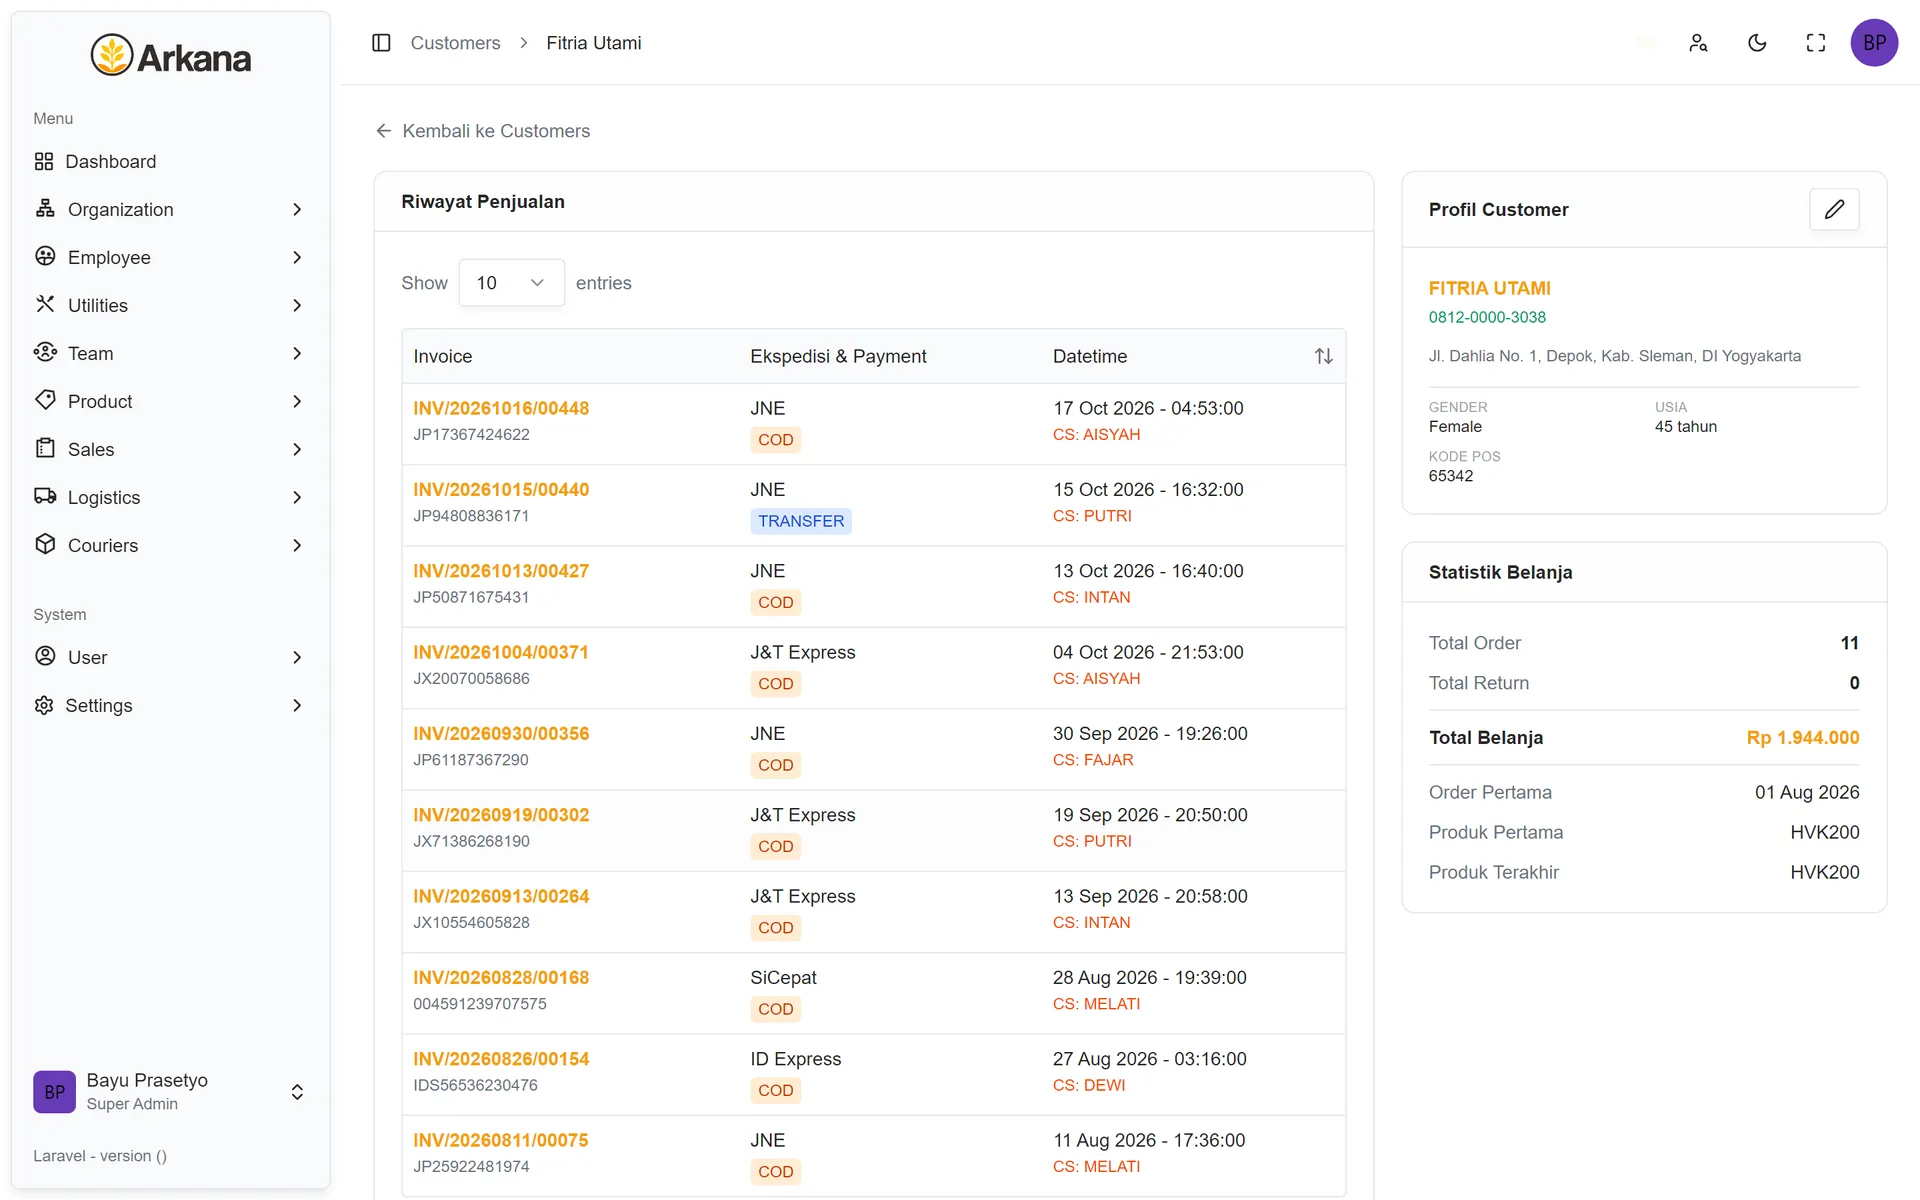 Arkana
Menu
Dashboard
Organization
Employee
Utilities
Team
Product
Sales
Logistics
Couriers
System
User
Settings
BP
Bayu Prasetyo
Super Admin
Laravel - version ()
Customers
Fitria Utami
BP
Kembali ke Customers
Riwayat Penjualan
Show 10 entries
Invoice Ekspedisi & Payment Datetime
INV/20261016/00448 JNE 17 Oct 2026 - 04:53:00
JP17367424622 COD CS: AISYAH
INV/20261015/00440 JNE 15 Oct 2026 - 16:32:00
JP94808836171 TRANSFER CS: PUTRI
INV/20261013/00427 JNE 13 Oct 2026 - 16:40:00
JP50871675431 COD CS: INTAN
INV/20261004/00371 J&T Express 04 Oct 2026 - 21:53:00
JX20070058686 COD CS: AISYAH
INV/20260930/00356 JNE 30 Sep 2026 - 19:26:00
JP61187367290 COD CS: FAJAR
INV/20260919/00302 J&T Express 19 Sep 2026 - 20:50:00
JX71386268190 COD CS: PUTRI
INV/20260913/00264 J&T Express 13 Sep 2026 - 20:58:00
JX10554605828 COD CS: INTAN
INV/20260828/00168 SiCepat 28 Aug 2026 - 19:39:00
004591239707575 COD CS: MELATI
INV/20260826/00154 ID Express 27 Aug 2026 - 03:16:00
IDS56536230476 COD CS: DEWI
INV/20260811/00075 JNE 11 Aug 2026 - 17:36:00
JP25922481974 COD CS: MELATI
Profil Customer
FITRIA UTAMI
0812-0000-3038
Jl. Dahlia No. 1, Depok, Kab. Sleman, DI Yogyakarta
GENDER USIA
Female 45 tahun
KODE POS
65342
Statistik Belanja
Total Order 11
Total Return 0
Total Belanja Rp 1.944.000
Order Pertama 01 Aug 2026
Produk Pertama HVK200
Produk Terakhir HVK200